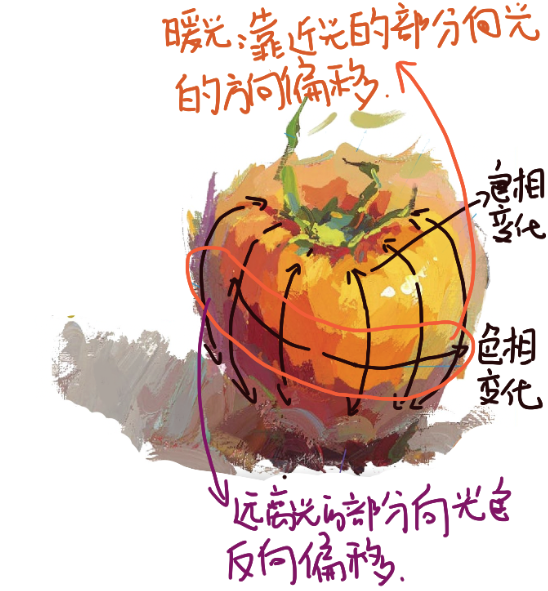 暖光:靠近光的部分向光
的方向偏移.
色相
变化
色相
变化
远离光的部分向光色
反向偏移.